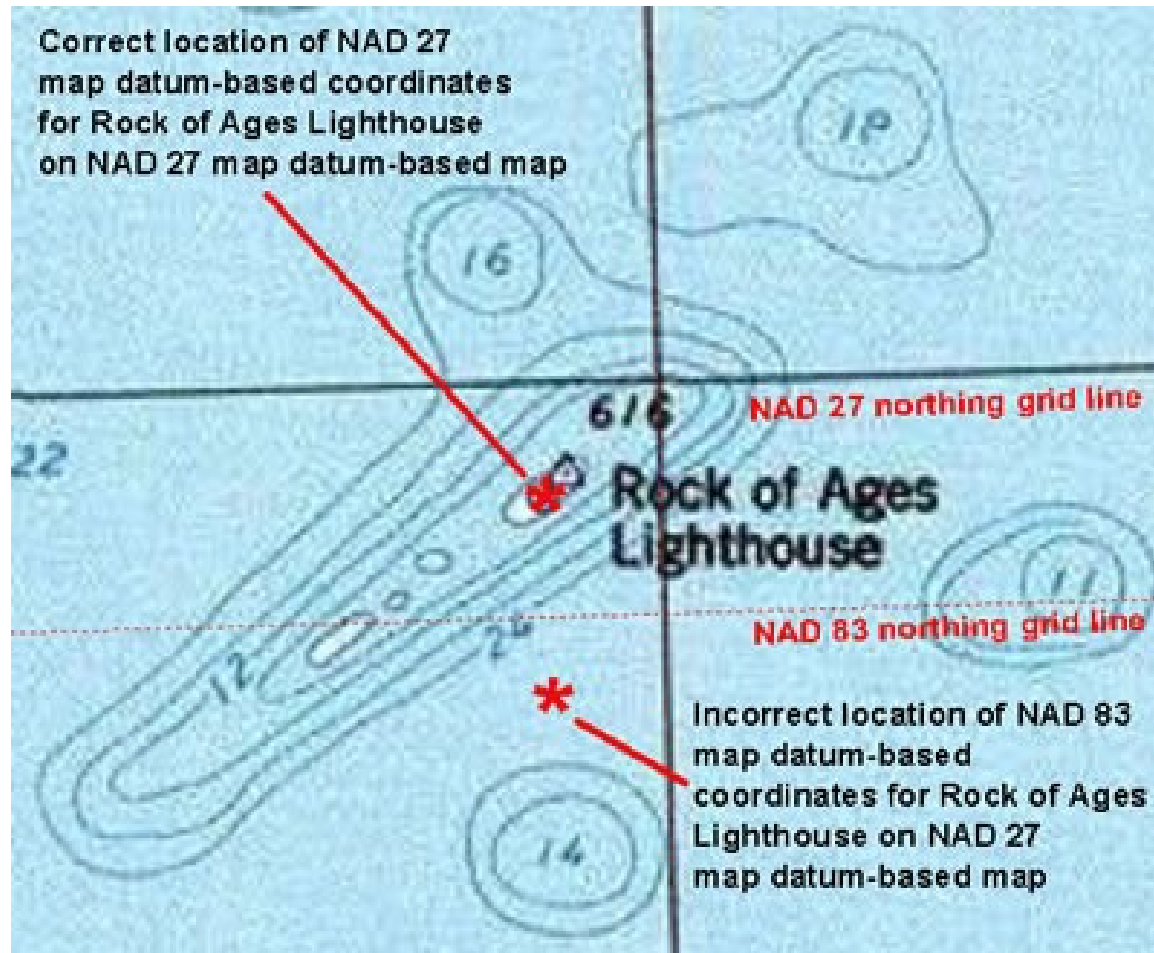 Correct location of NAD 27
map datum-based coordinates
for Rock of Ages Lighthouse
on NAD 27 map datum-based map
18
16
616
NAD 27 northing grid line
22
Rock of Ages
Lighthouse
11
NAD 83 northing grid line
12
Incorrect location of NAD 83
map datum-based
coordinates for Rock of Ages
Lighthouse on NAD 27
map datum-based map
14